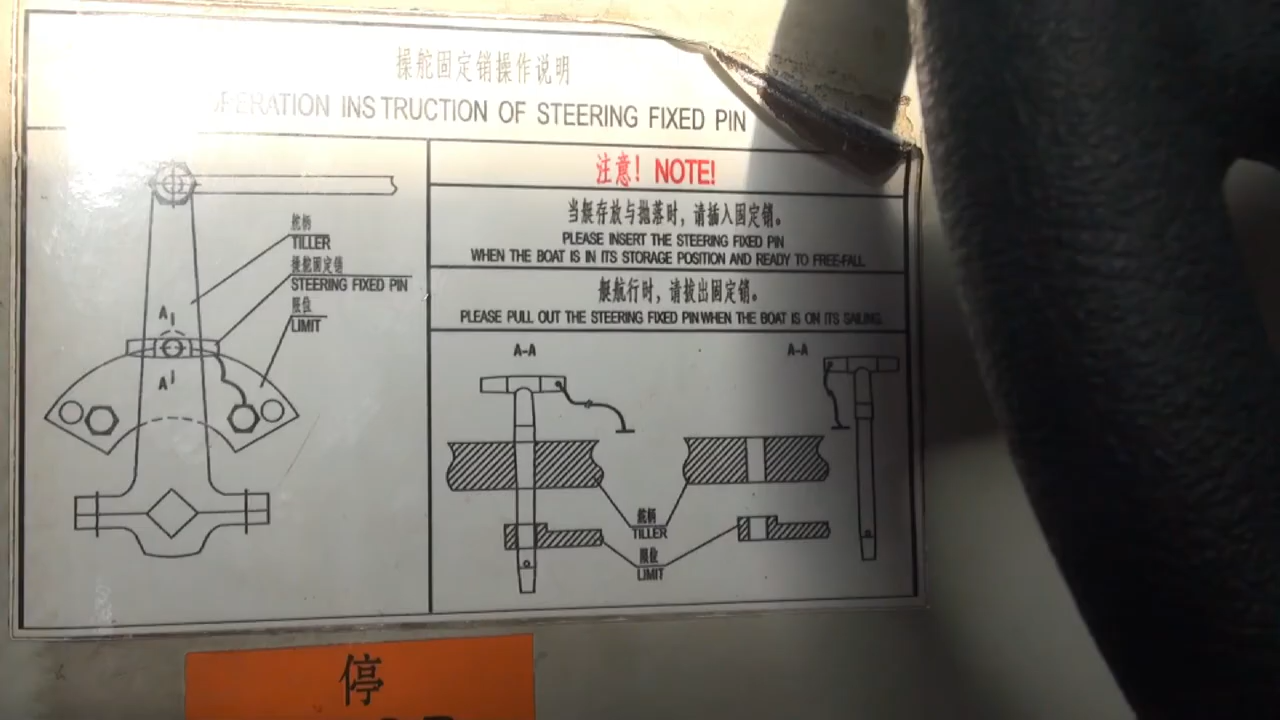 操舵固定销操作说明
OPERATION INSTRUCTION OF STEERING FIXED PIN
注意! NOTE!
当艇存放与抛落时，请插入固定销。
PLEASE INSERT THE STEERING FIXED PIN
WHEN THE BOAT IS IN ITS STORAGE POSITION AND READY TO FREE-FALL
艇航行时，请拔出固定销。
PLEASE PULL OUT THE STEERING FIXED PIN WHEN THE BOAT IS ON ITS SAILING.
舵柄
TILLER
操舵固定销
STEERING FIXED PIN
限位
LIMIT
A
A
A-A
A-A
舵柄
TILLER
限位
LIMIT
停